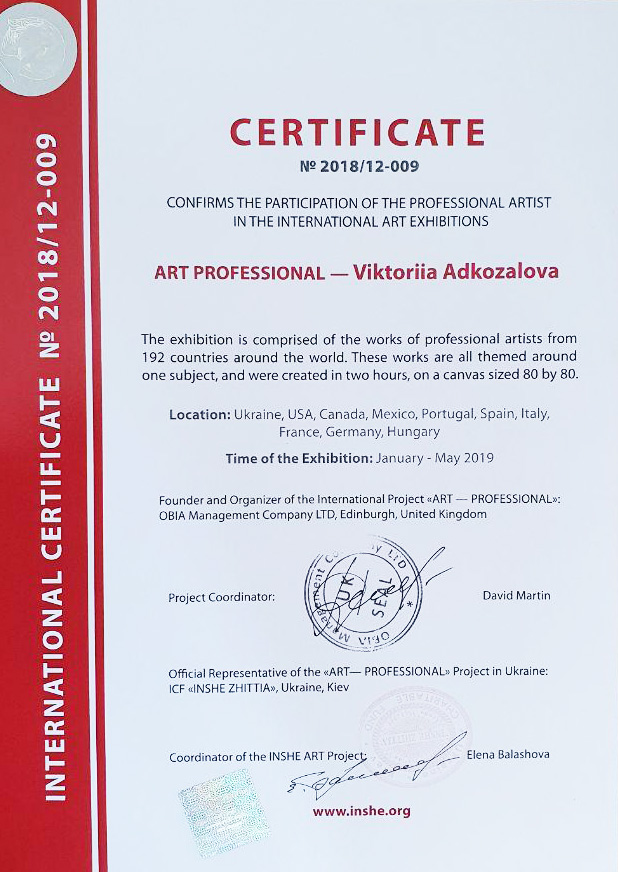 INTERNATIONAL CERTIFICATE № 2018/12-009
CERTIFICATE
№ 2018/12-009
CONFIRMS THE PARTICIPATION OF THE PROFESSIONAL ARTIST
IN THE INTERNATIONAL ART EXHIBITIONS
ART PROFESSIONAL — Viktoriia Adkozalova
The exhibition is comprised of the works of professional artists from
192 countries around the world. These works are all themed around
one subject, and were created in two hours, on a canvas sized 80 by 80.
Location: Ukraine, USA, Canada, Mexico, Portugal, Spain, Italy,
France, Germany, Hungary
Time of the Exhibition: January - May 2019
Founder and Organizer of the International Project «ART — PROFESSIONAL»:
OBIA Management Company LTD, Edinburgh, United Kingdom
Project Coordinator:
OBIA Management Co y LTD
UK
SEAL
David Martin
Official Representative of the «ART— PROFESSIONAL» Project in Ukraine:
ICF «INSHE ZHITTIA», Ukraine, Kiev
Coordinator of the INSHE ART Project:
Elena Balashova
www.inshe.org